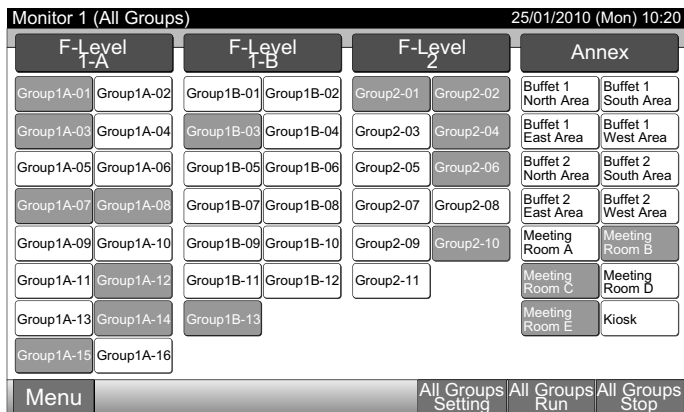 Monitor 1 (All Groups) 25/01/2010 (Mon) 10:20
F-Level
1-A
F-Level
1-B
F-Level
2
Annex
Group1A-01 Group1A-02 Group1B-01 Group1B-02 Group2-01 Group2-02
Buffet 1
North Area
Buffet 1
South Area
Group1A-03 Group1A-04 Group1B-03 Group1B-04 Group2-03 Group2-04
Buffet 1
East Area
Buffet 1
West Area
Group1A-05 Group1A-06 Group1B-05 Group1B-06 Group2-05 Group2-06
Buffet 2
North Area
Buffet 2
South Area
Group1A-07 Group1A-08 Group1B-07 Group1B-08 Group2-07 Group2-08
Buffet 2
East Area
Buffet 2
West Area
Group1A-09 Group1A-10 Group1B-09 Group1B-10 Group2-09 Group2-10
Meeting
Room A
Meeting
Room B
Group1A-11 Group1A-12 Group1B-11 Group1B-12 Group2-11
Meeting
Room C
Meeting
Room D
Group1A-13 Group1A-14 Group1B-13
Meeting
Room E
Kiosk
Group1A-15 Group1A-16
Menu
All Groups
Setting
All Groups
Run
All Groups
Stop